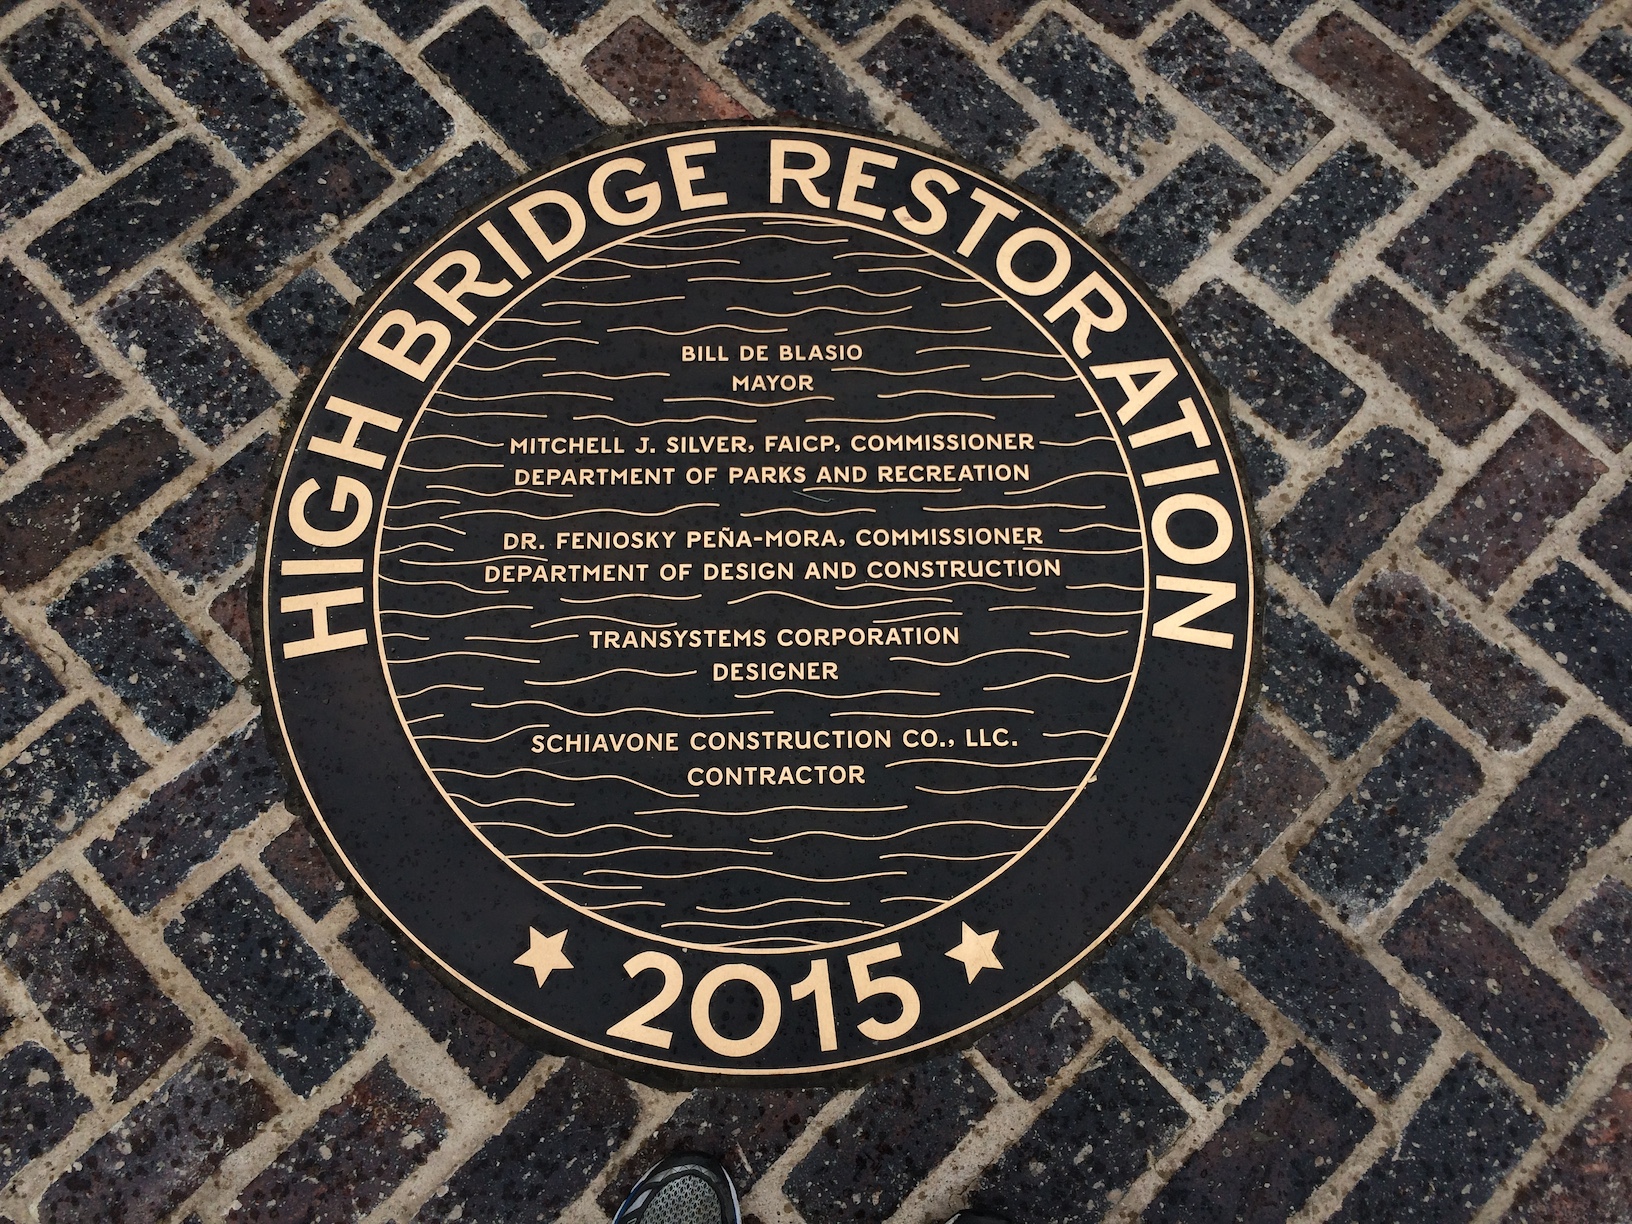 HIGH BRIDGE RESTORATION
BILL DE BLASIO
MAYOR
MITCHELL J. SILVER, FAICP, COMMISSIONER
DEPARTMENT OF PARKS AND RECREATION
DR. FENIOSKY PEÑA-MORA, COMMISSIONER
DEPARTMENT OF DESIGN AND CONSTRUCTION
TRANSYSTEMS CORPORATION
DESIGNER
SCHIAVONE CONSTRUCTION CO., LLC.
CONTRACTOR
2015